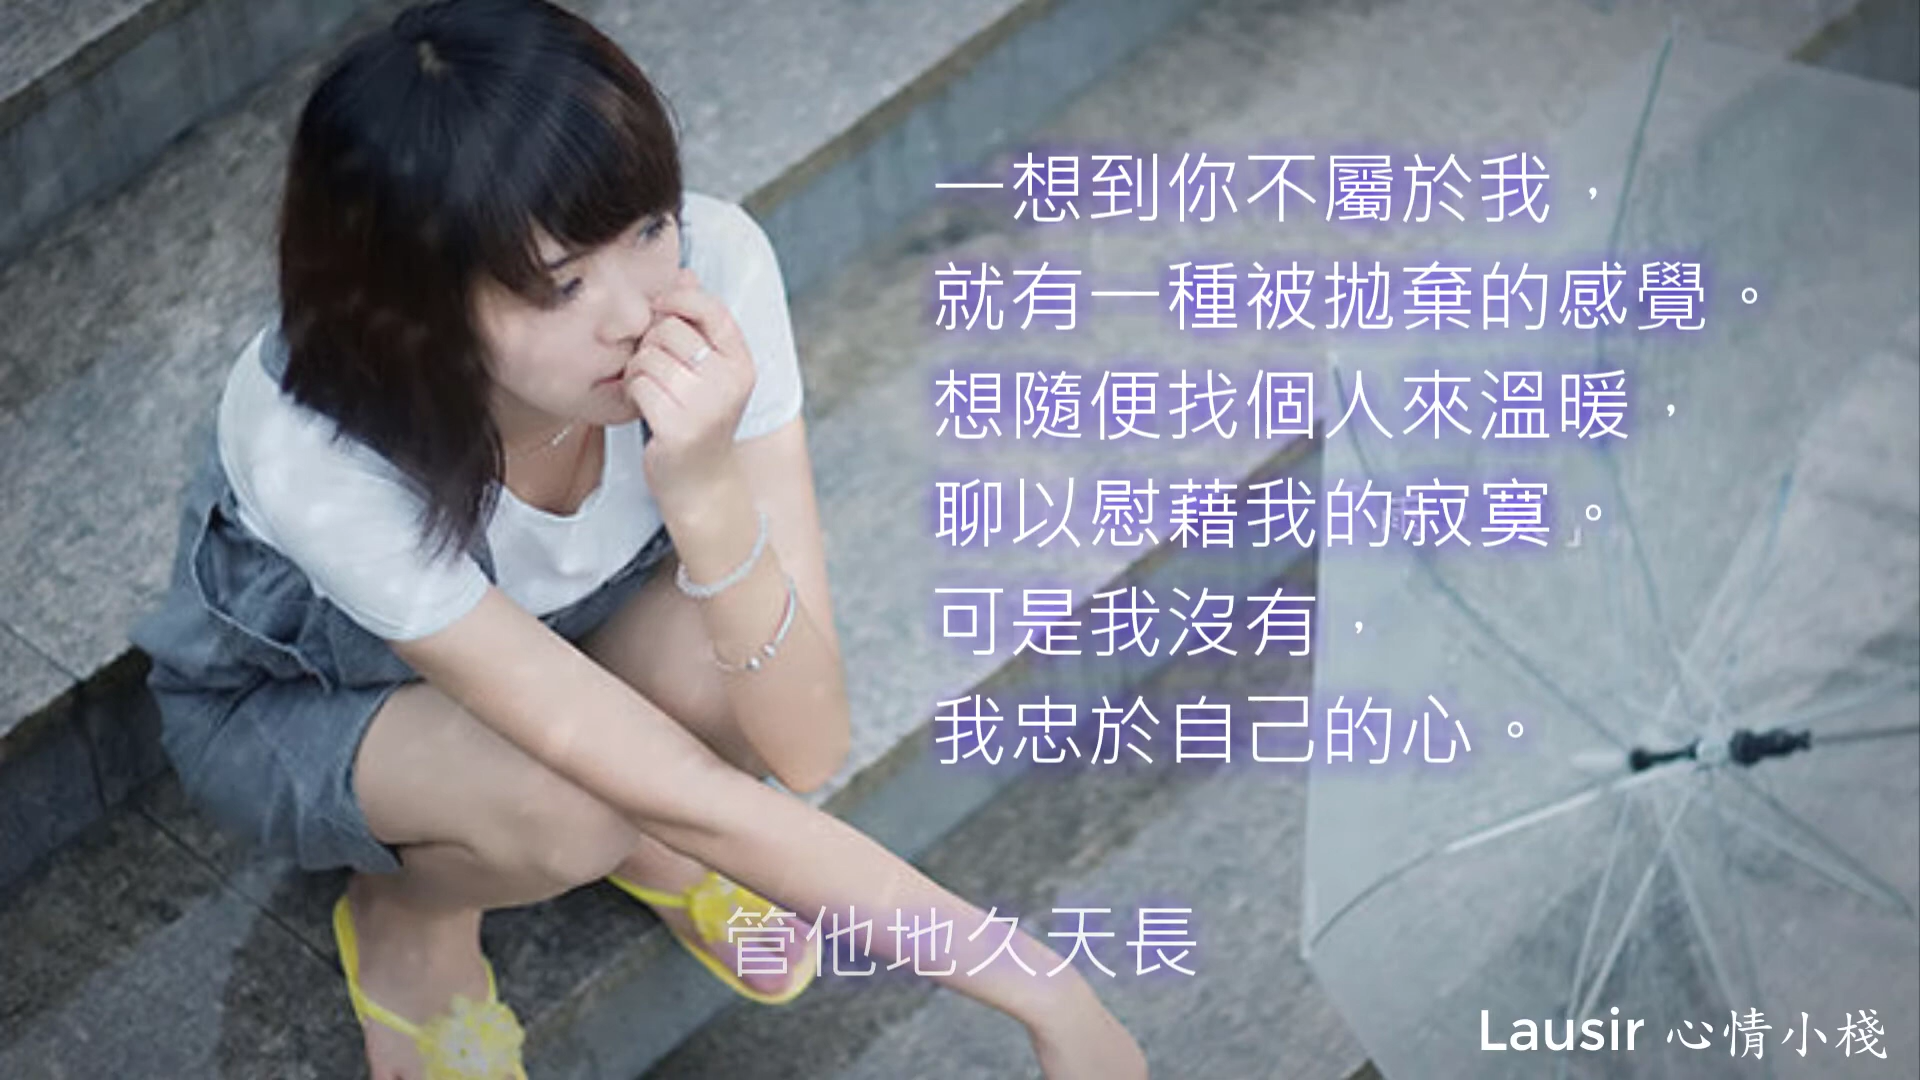 一想到你不屬於我，
就有一種被拋棄的感覺。
想隨便找個人來溫暖，
聊以慰藉我的寂寞。
可是我沒有，
我忠於自己的心。
管他地久天長
Lausir 心情小棧